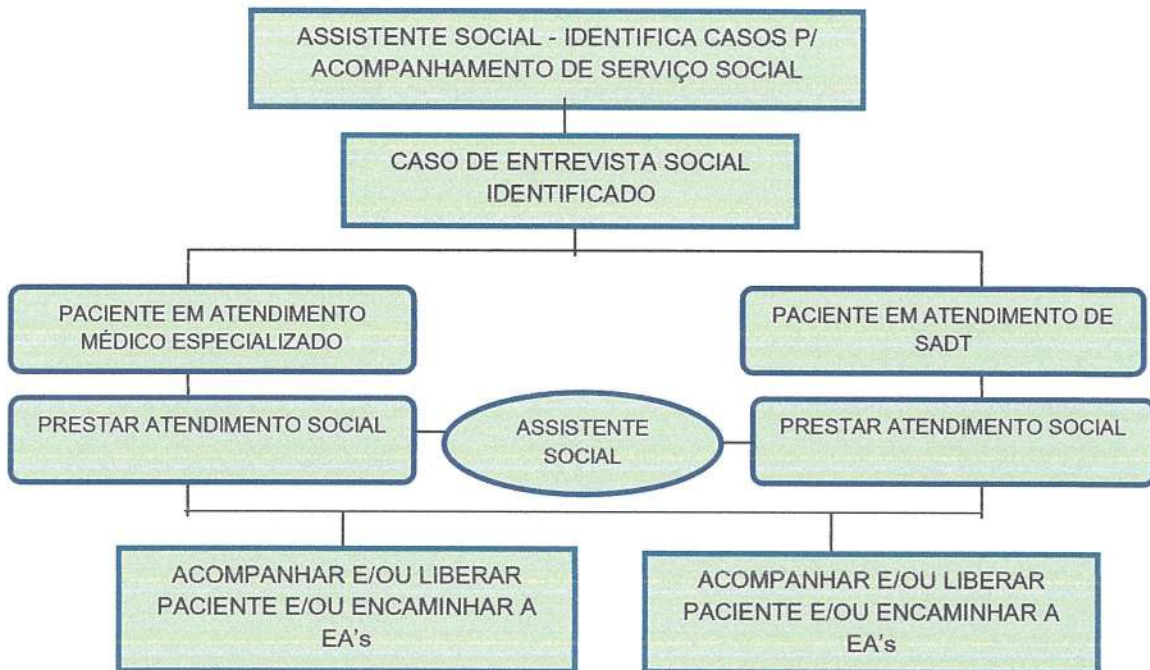 ASSISTENTE SOCIAL - IDENTIFICA CASOS P/
ACOMPANHAMENTO DE SERVIÇO SOCIAL
CASO DE ENTREVISTA SOCIAL
IDENTIFICADO
PACIENTE EM ATENDIMENTO
MÉDICO ESPECIALIZADO
PACIENTE EM ATENDIMENTO DE
SADT
PRESTAR ATENDIMENTO SOCIAL
ASSISTENTE
SOCIAL
PRESTAR ATENDIMENTO SOCIAL
ACOMPANHAR E/OU LIBERAR
PACIENTE E/OU ENCAMINHAR A
EA's
ACOMPANHAR E/OU LIBERAR
PACIENTE E/OU ENCAMINHAR A
EA's